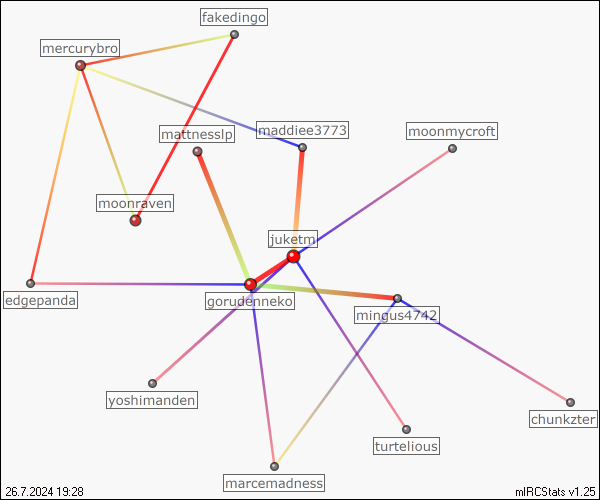 fakedingo
mercurybro
maddiee3773
moonmycroft
mattnesslp
moonraven
juketm
edgepanda
gorudenneko
mingus4742
yoshimanden
chunkzter
turtelious
marcemadness
26.7.2024 19:28
mIRCStats v1.25